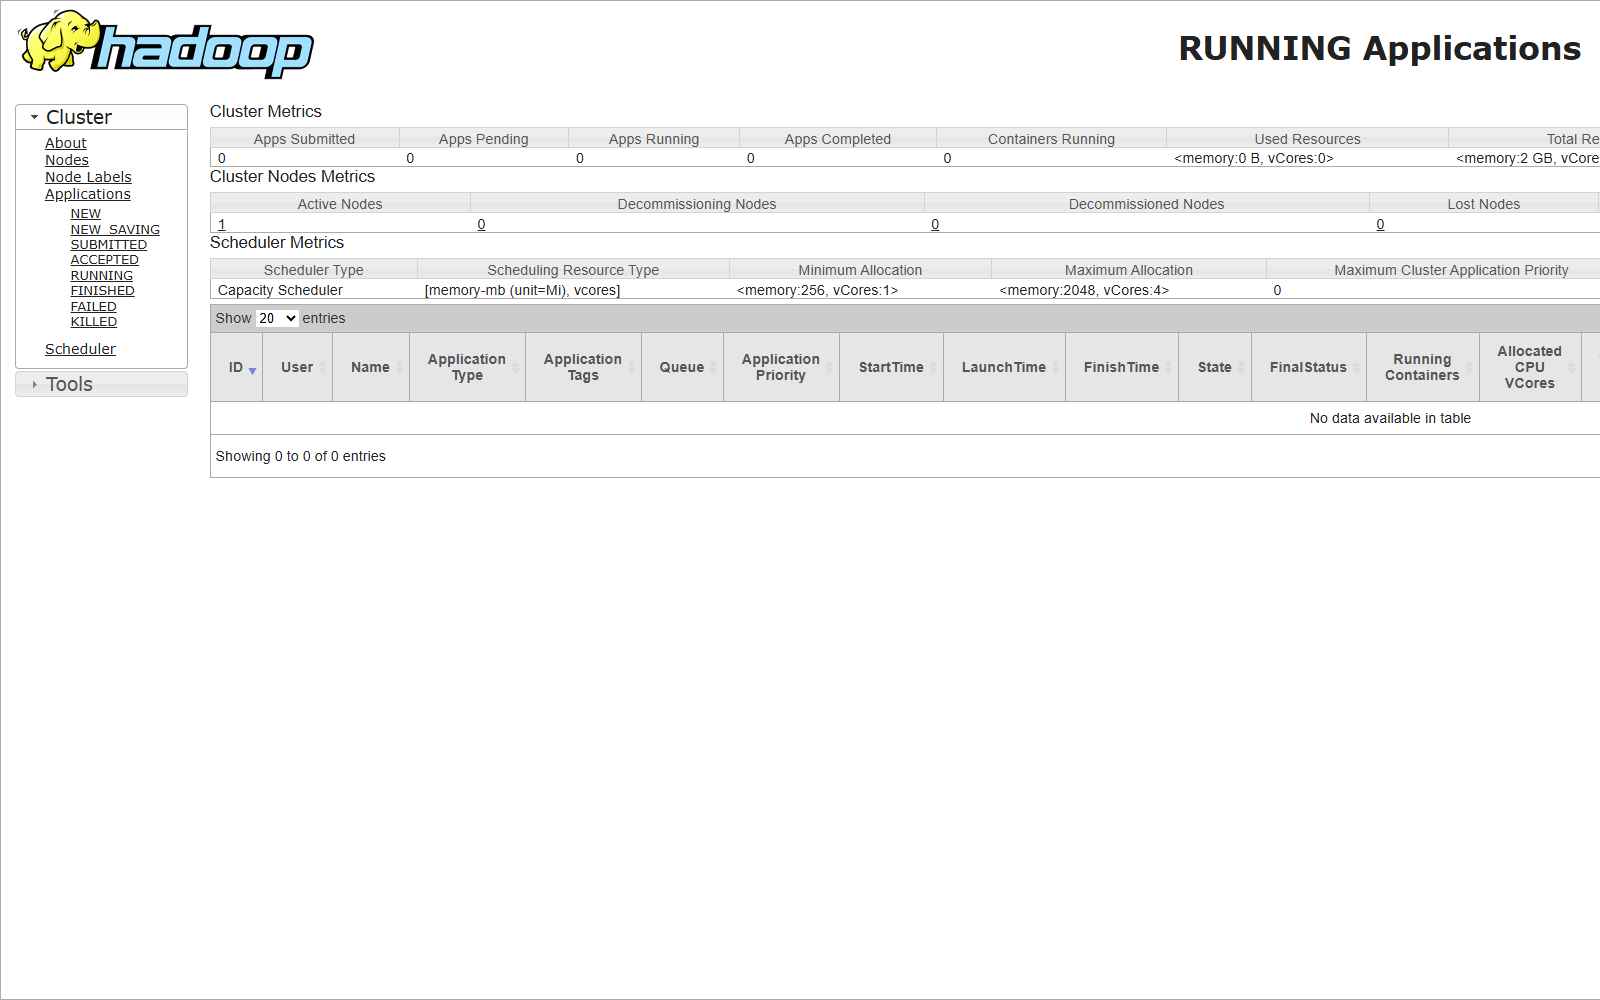 hadoop
RUNNING Applications
Cluster
About
Nodes
Node Labels
Applications
NEW
NEW_SAVING
SUBMITTED
ACCEPTED
RUNNING
FINISHED
FAILED
KILLED
Scheduler
Tools
Cluster Metrics
Apps Submitted Apps Pending Apps Running Apps Completed Containers Running Used Resources Total Re
0 0 0 0 0 <memory:0 B, vCores:0> <memory:2 GB, vCore
Cluster Nodes Metrics
Active Nodes Decommissioning Nodes Decommissioned Nodes Lost Nodes
1 0 0 0
Scheduler Metrics
Scheduler Type Scheduling Resource Type Minimum Allocation Maximum Allocation Maximum Cluster Application Priority
Capacity Scheduler [memory-mb (unit=Mi), vcores] <memory:256, vCores:1> <memory:2048, vCores:4> 0
Show 20 entries
ID User Name Application Type Application Tags Queue Application Priority StartTime LaunchTime FinishTime State FinalStatus Running Containers Allocated CPU VCores
No data available in table
Showing 0 to 0 of 0 entries